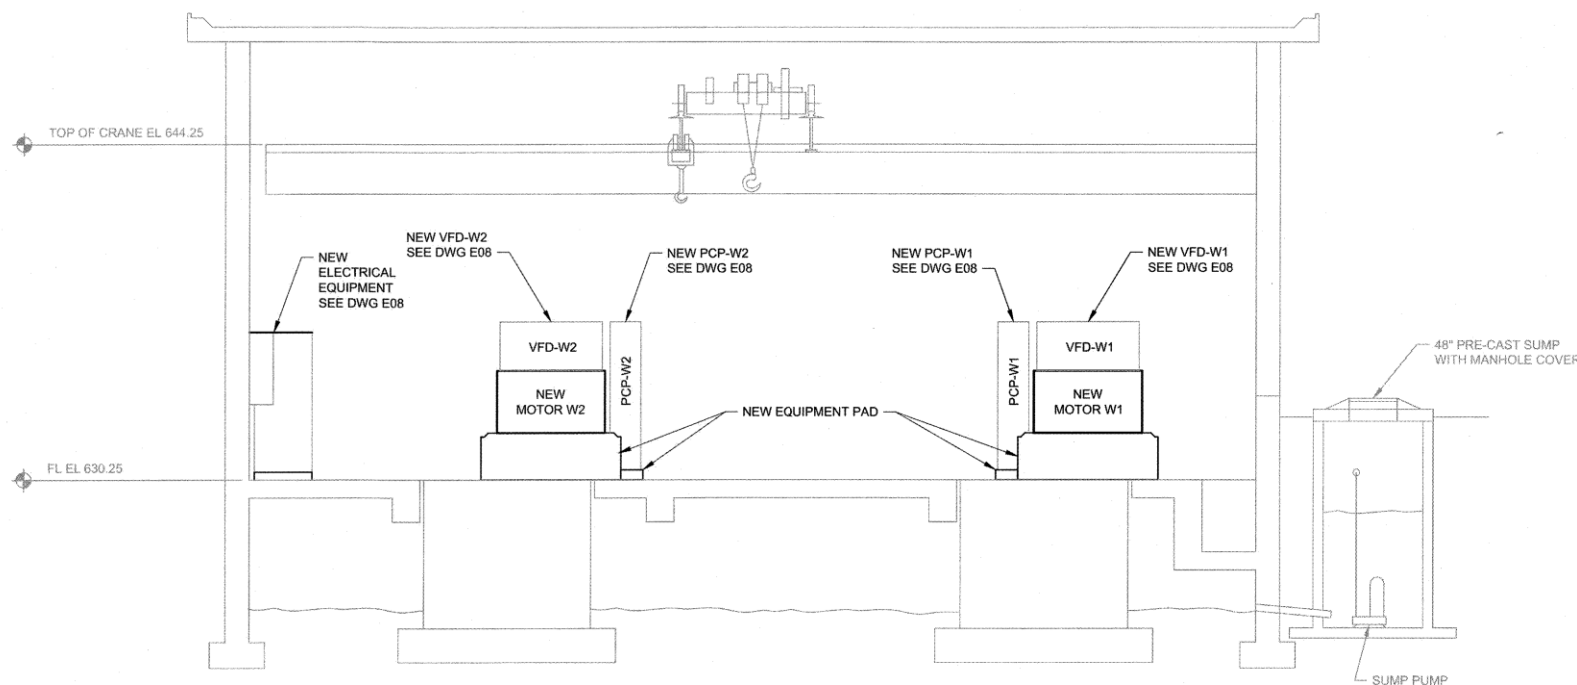 TOP OF CRANE EL 644.25
NEW VFD-W2
SEE DWG E08
NEW PCP-W2
SEE DWG E08
NEW PCP-W1
SEE DWG E08
NEW VFD-W1
SEE DWG E08
NEW
ELECTRICAL
EQUIPMENT
SEE DWG E08
VFD-W2
PCP-W2
NEW
MOTOR W2
PCP-W1
VFD-W1
NEW
MOTOR W1
48" PRE-CAST SUMP
WITH MANHOLE COVER
NEW EQUIPMENT PAD
FL EL 630.25
SUMP PUMP